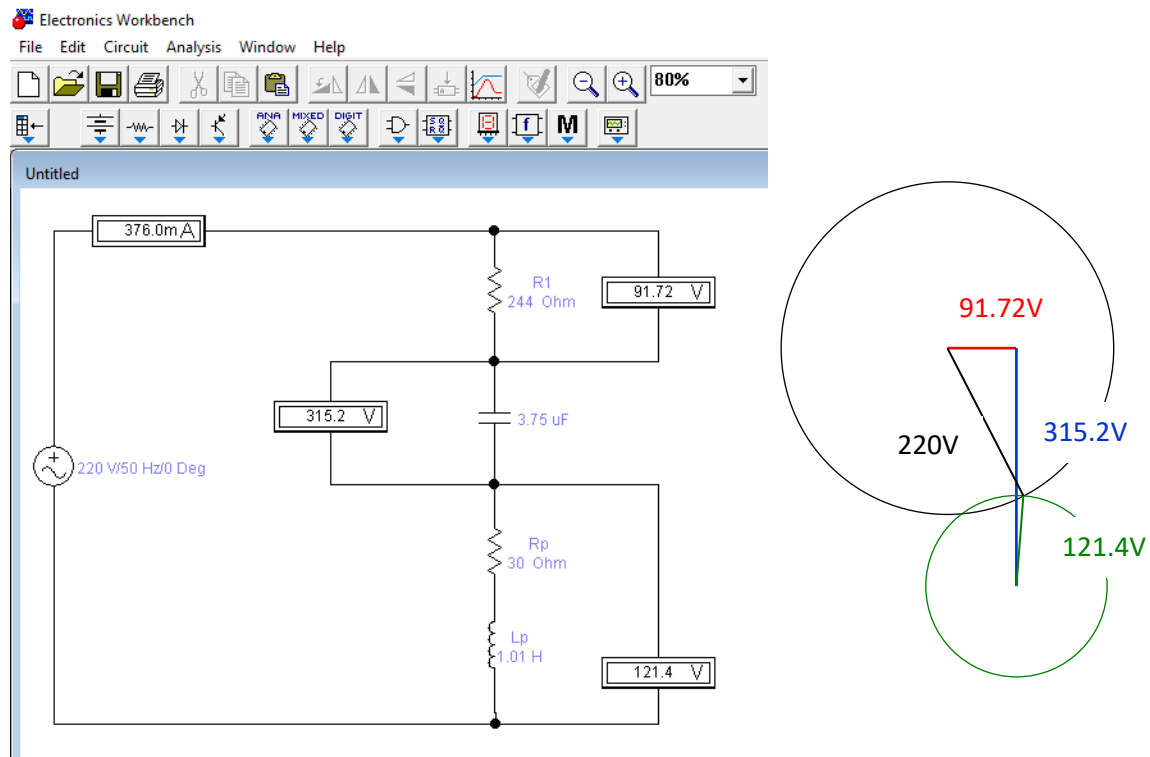 Electronics Workbench
File Edit Circuit Analysis Window Help
80%
ANA MIXED DIGIT
S Q
R Q
f M
Untitled
376.0m A
R1
244 Ohm
91.72 V
315.2 V
3.75 uF
220 V/50 Hz/0 Deg
Rp
30 Ohm
Lp
1.01 H
121.4 V
91.72V
220V
315.2V
121.4V